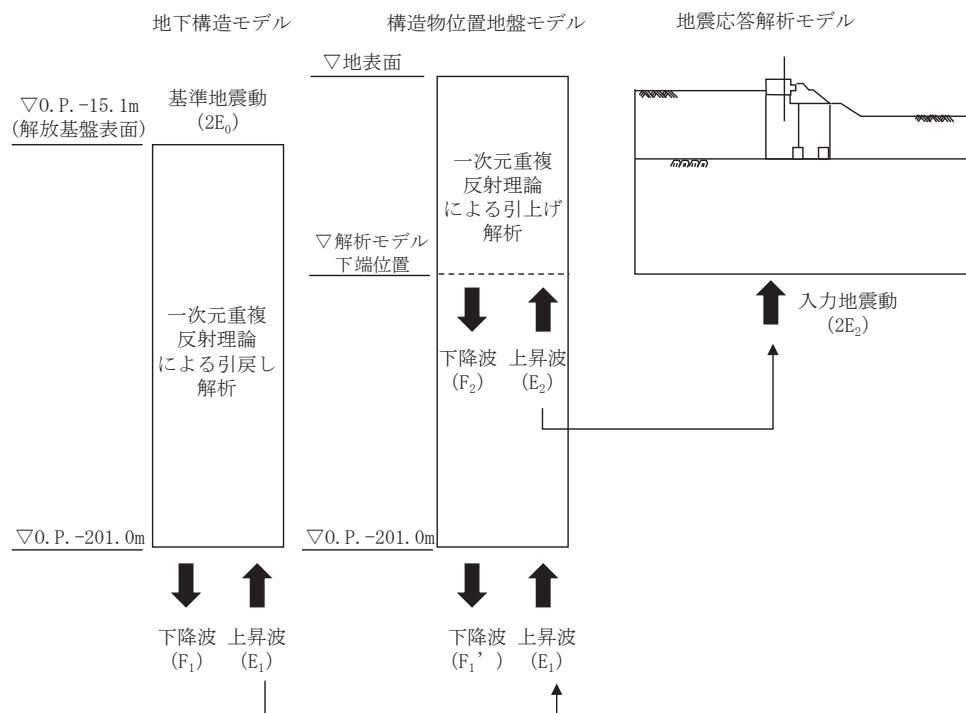 地下構造モデル
構造物位置地盤モデル
地震応答解析モデル
▽地表面
▽O.P.-15.1m
(解放基盤表面)
基準地震動
(2E₀)
一次元重複
反射理論
による引上げ
解析
▽解析モデル
下端位置
一次元重複
反射理論
による引戻し
解析
下降波
(F₂)
上昇波
(E₂)
入力地震動
(2E₂)
▽O.P.-201.0m
▽O.P.-201.0m
下降波
(F₁)
上昇波
(E₁)
下降波
(F₁’)
上昇波
(E₁)